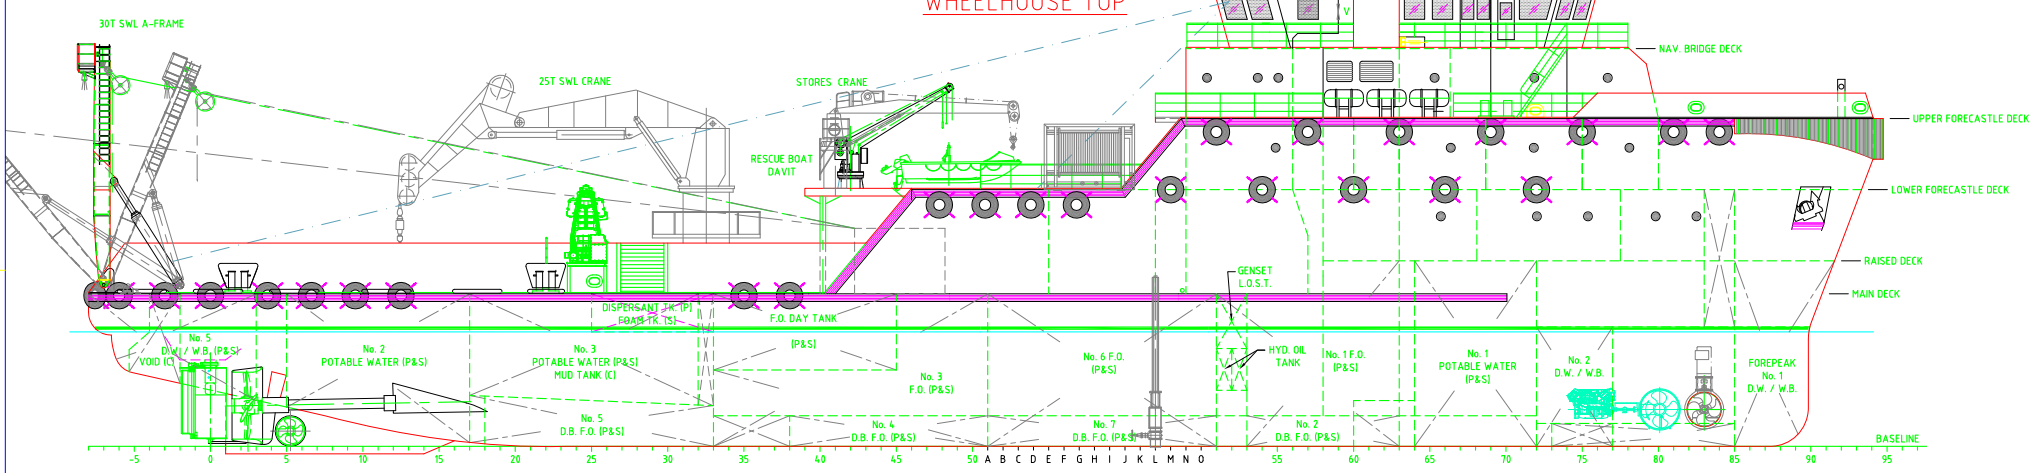 WHEELHOUSE TOP
30T SWL A-FRAME
V
NAV. BRIDGE DECK
25T SWL CRANE
STORES CRANE
UPPER FORECASTLE DECK
RESCUE BOAT
DAVIT
LOWER FORECASTLE DECK
RAISED DECK
GENSET
L.O.S.T.
MAIN DECK
DISPERSANT TK. (P)
FOAM TK. (S)
F.O. DAY TANK
(P&S)
No. 5
D.W. / W.B. (P&S)
VOID (C)
No. 2
POTABLE WATER (P&S)
No. 3
POTABLE WATER (P&S)
MUD TANK (C)
No. 3
F.O. (P&S)
No. 6 F.O.
(P&S)
HYD. OIL
TANK
No. 1 F.O.
(P&S)
No. 1
POTABLE WATER
(P&S)
No. 2
D.W. / W.B.
FOREPEAK
No. 1
D.W. / W.B.
No. 5
D.B. F.O. (P&S)
No. 4
D.B. F.O. (P&S)
No. 7
D.B. F.O. (P&S)
No. 2
D.B. F.O. (P&S)
BASELINE
-5 0 5 10 15 20 25 30 35 40 45 50 A B C D E F G H I J K L M N O 55 60 65 70 75 80 85 90 95